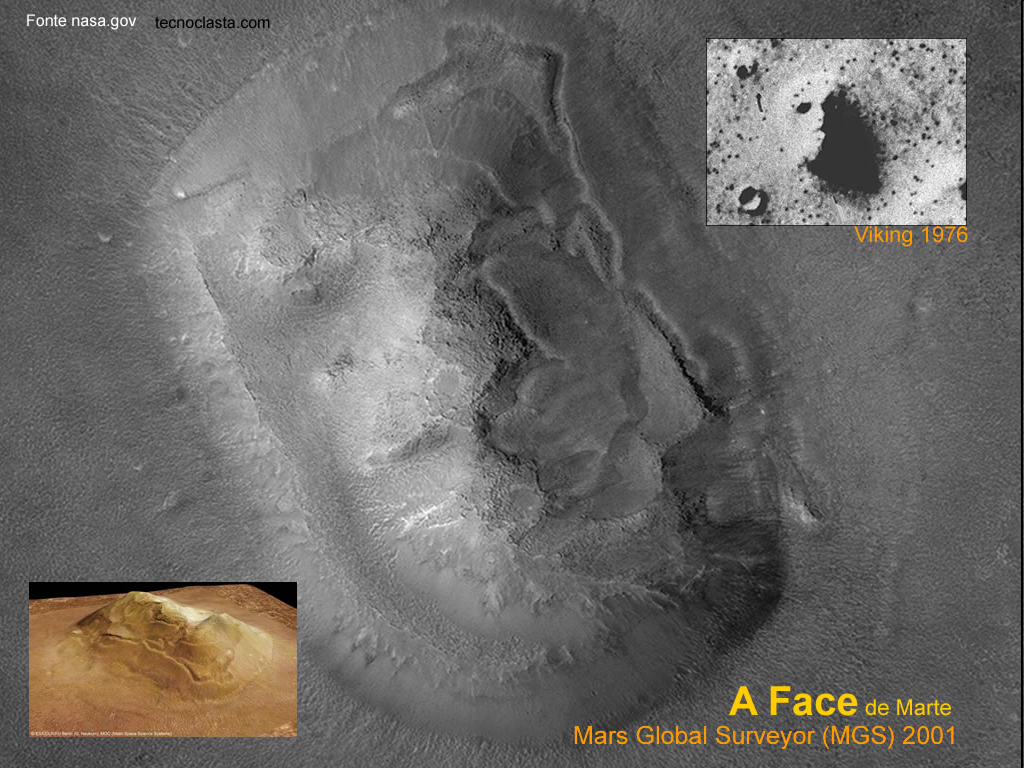 Fonte nasa.gov tecnoclasta.com
Viking 1976
A Face de Marte
Mars Global Surveyor (MGS) 2001